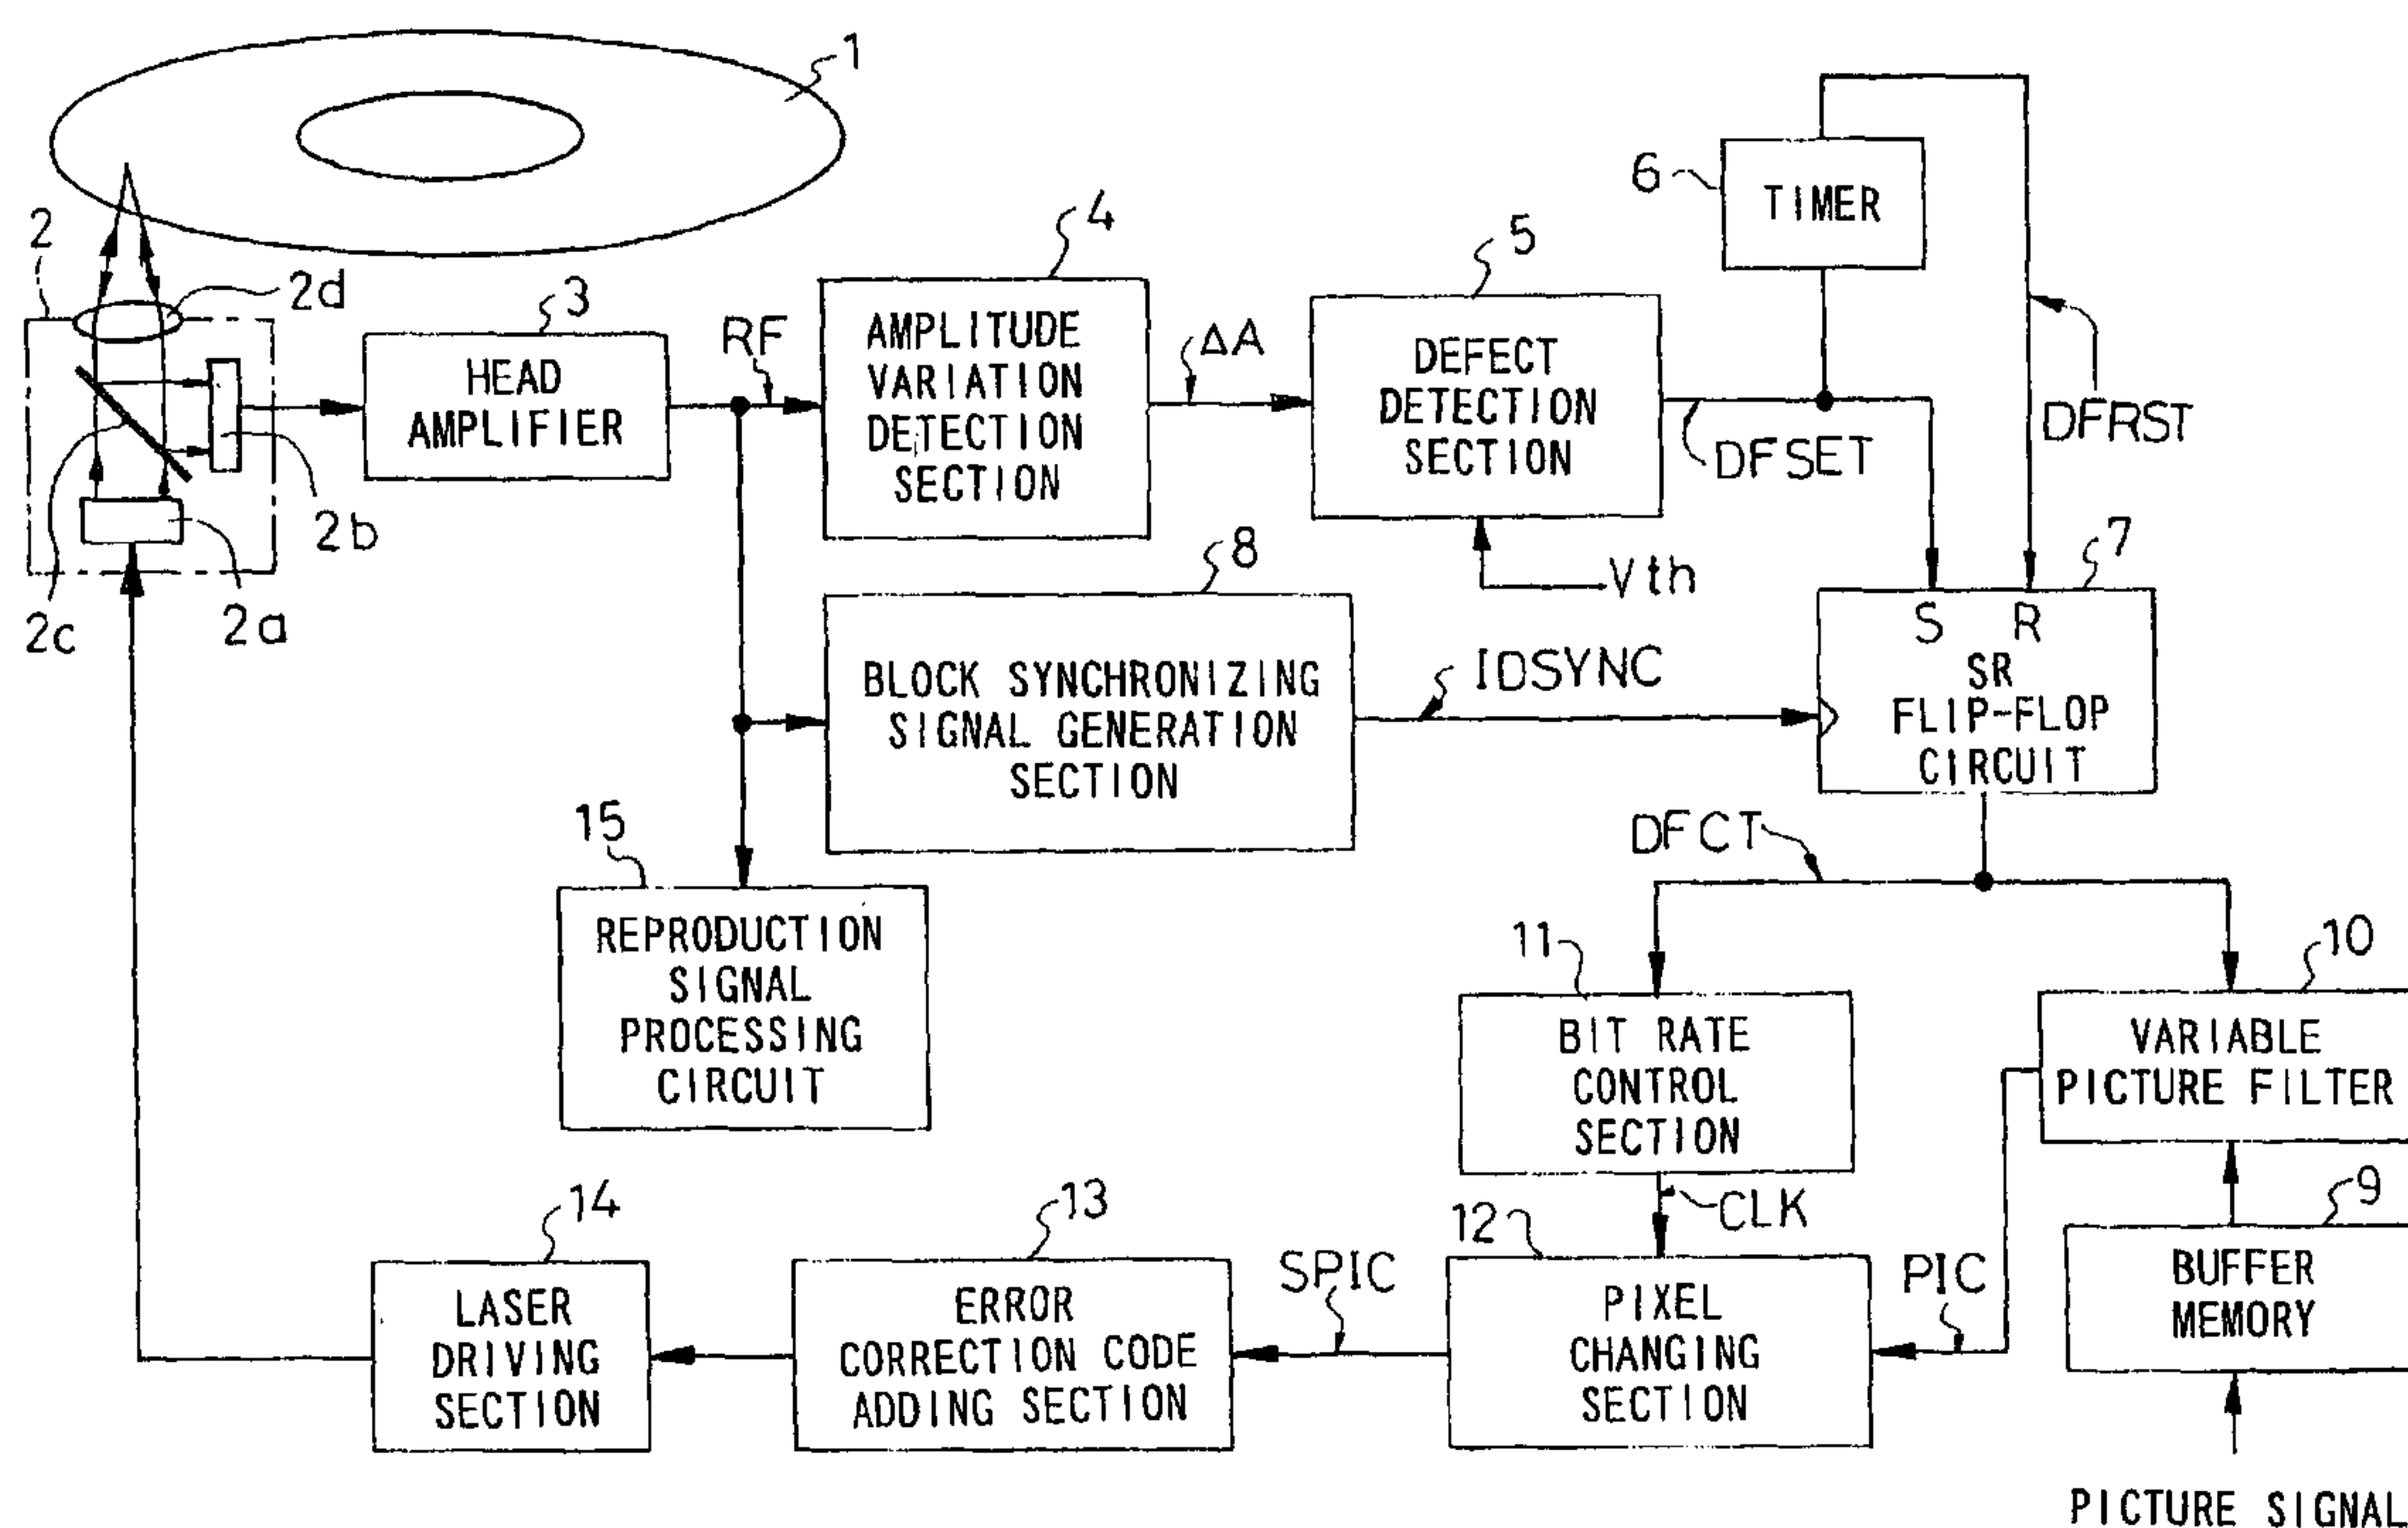 1
6
TIMER
4
5
2
2d
3
RF
ΔA
HEAD
AMPLIFIER
AMPLITUDE
VARIATION
DETECTION
SECTION
DEFECT
DETECTION
SECTION
DFSET
DFRST
2b
2c
2a
8
Vth
7
S R
SR
FLIP-FLOP
CIRCUIT
IDSYNC
BLOCK SYNCHRONIZING
SIGNAL GENERATION
SECTION
15
DFCT
REPRODUCTION
SIGNAL
PROCESSING
CIRCUIT
11
10
BIT RATE
CONTROL
SECTION
VARIABLE
PICTURE FILTER
14
13
12
CLK
9
SPIC
PIC
LASER
DRIVING
SECTION
ERROR
CORRECTION CODE
ADDING SECTION
PIXEL
CHANGING
SECTION
BUFFER
MEMORY
PICTURE SIGNAL